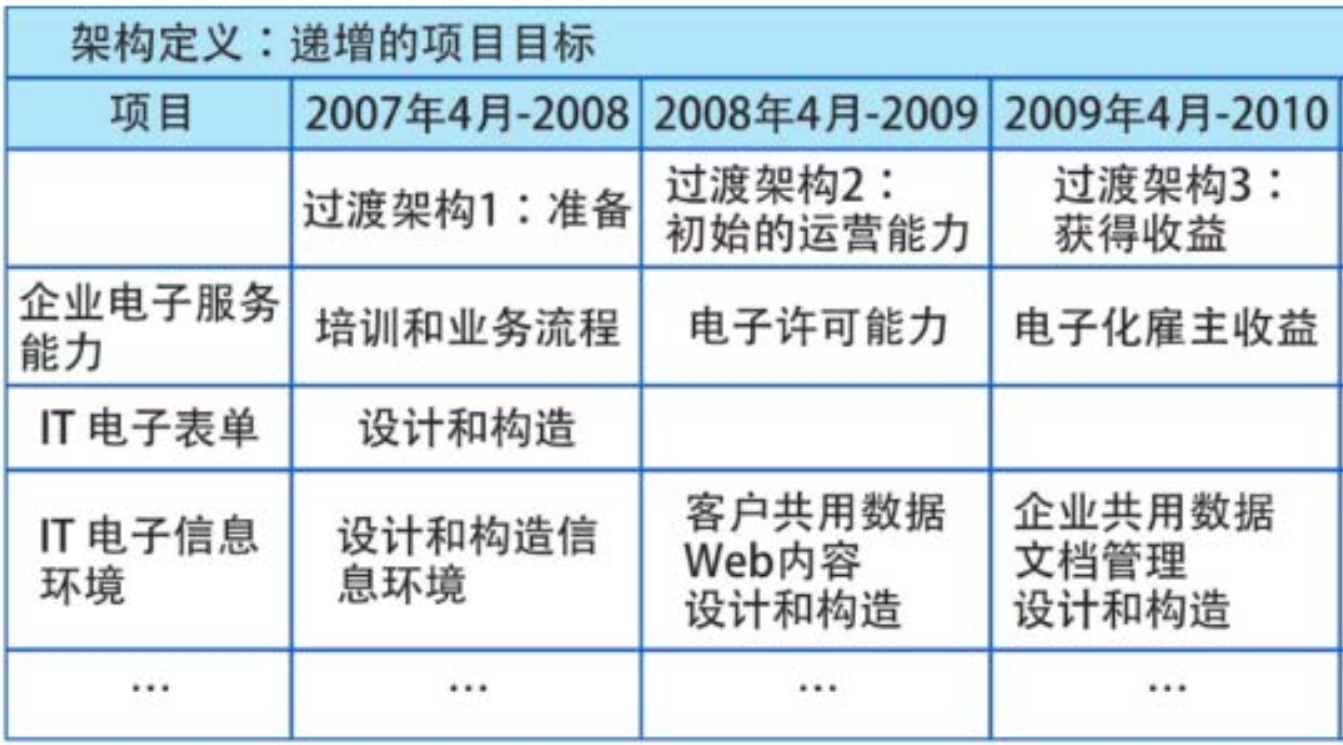 架构定义：递增的项目目标
项目 2007年4月-2008 2008年4月-2009 2009年4月-2010
过渡架构1：准备 过渡架构2：
初始的运营能力 过渡架构3：
获得收益
企业电子服务
能力 培训和业务流程 电子许可能力 电子化雇主收益
IT 电子表单 设计和构造
IT 电子信息
环境 设计和构造信
息环境 客户共用数据
Web内容
设计和构造 企业共用数据
文档管理
设计和构造
… … … …